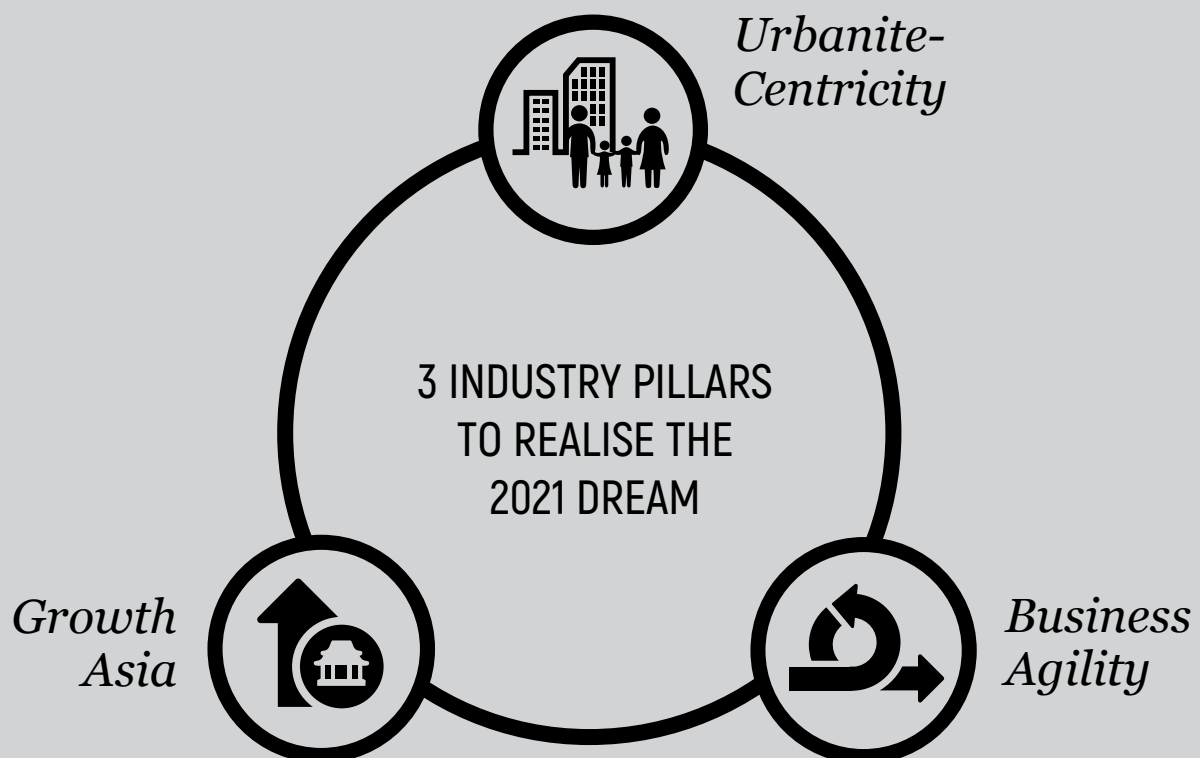 Urbanite-
Centricity
3 INDUSTRY PILLARS
TO REALISE THE
2021 DREAM
Growth
Asia
Business
Agility